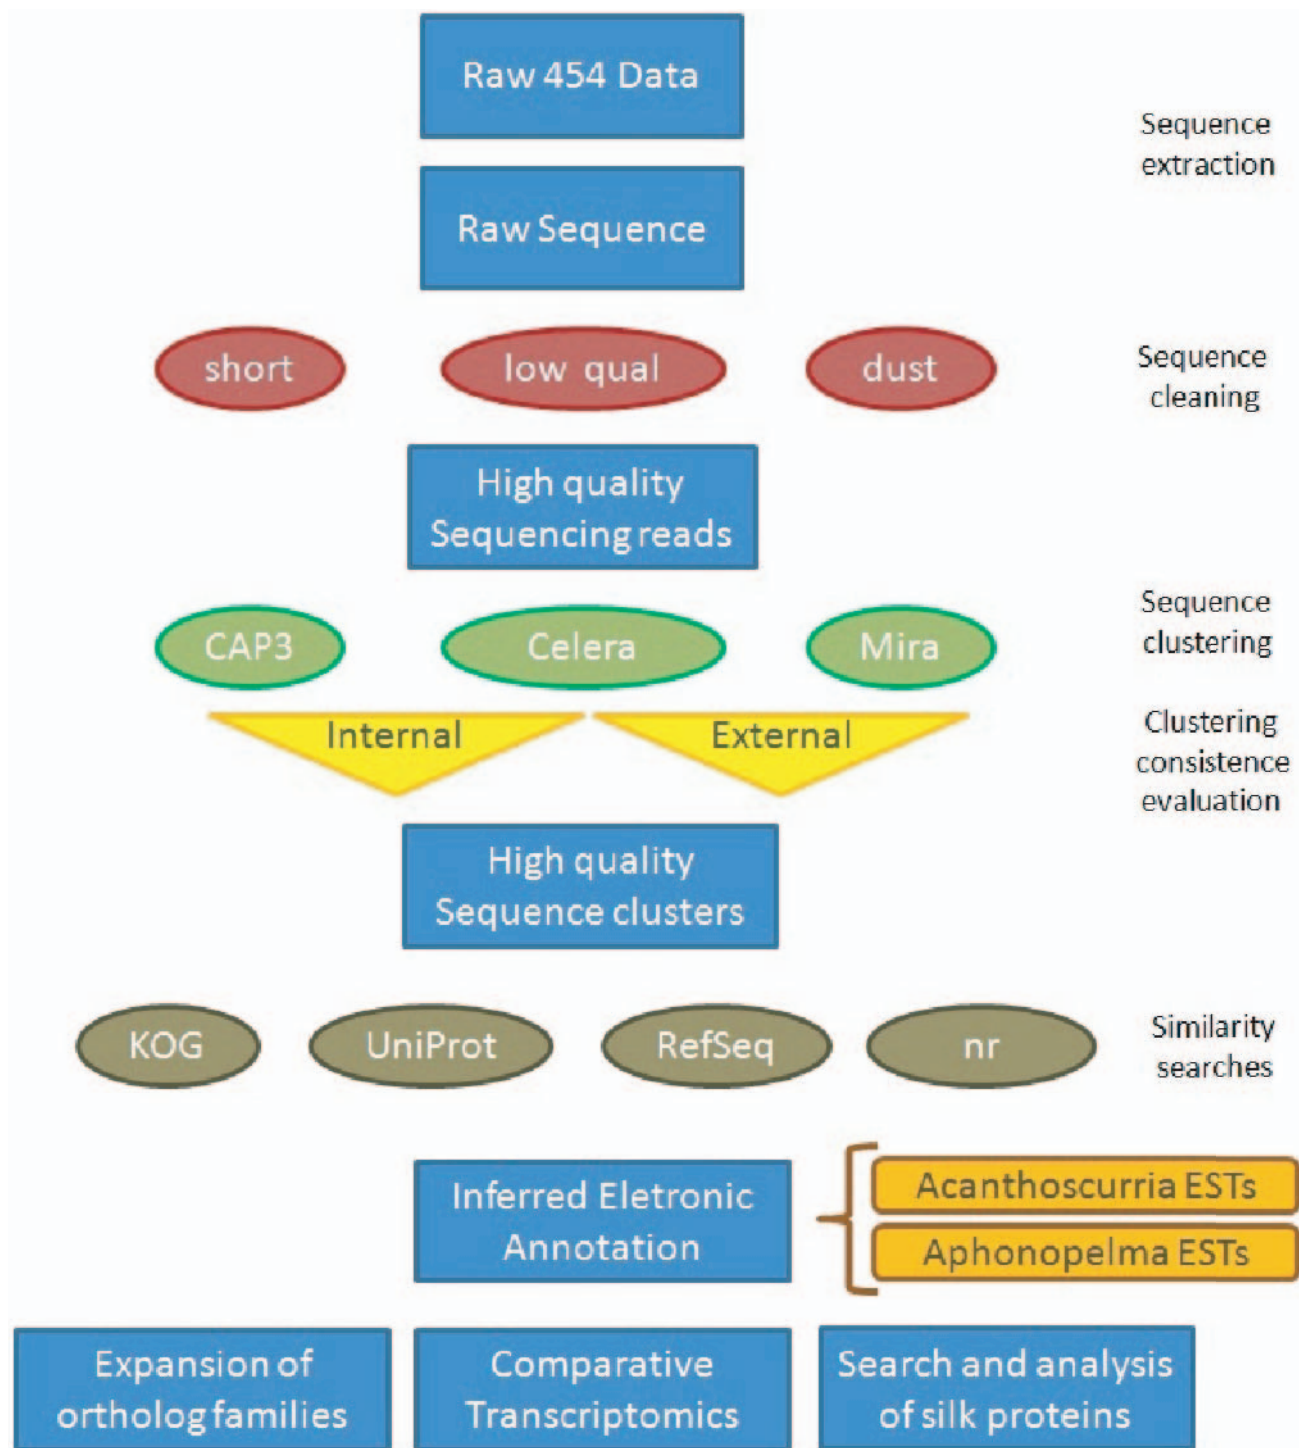 Raw 454 Data
Sequence
extraction
Raw Sequence
short
low qual
dust
Sequence
cleaning
High quality
Sequencing reads
CAP3
Celera
Mira
Sequence
clustering
Internal
External
Clustering
consistence
evaluation
High quality
Sequence clusters
KOG
UniProt
RefSeq
nr
Similarity
searches
Inferred Eletronic
Annotation
Acanthoscurria ESTs
Aphonopelma ESTs
Expansion of
ortholog families
Comparative
Transcriptomics
Search and analysis
of silk proteins